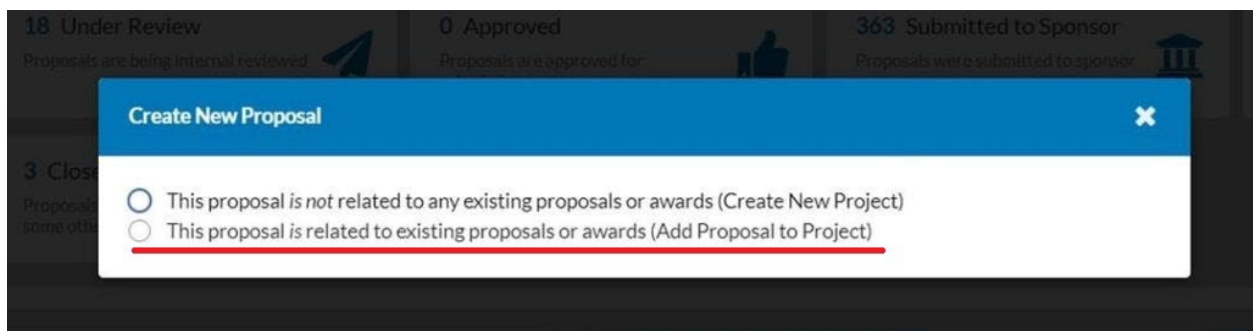 18 Under Review
Proposals are being internal reviewed
0 Approved
Proposals are approved for
363 Submitted to Sponsor
Proposals were submitted to sponsor
Create New Proposal
3 Close
Proposals
some othe
This proposal is not related to any existing proposals or awards (Create New Project)
This proposal is related to existing proposals or awards (Add Proposal to Project)